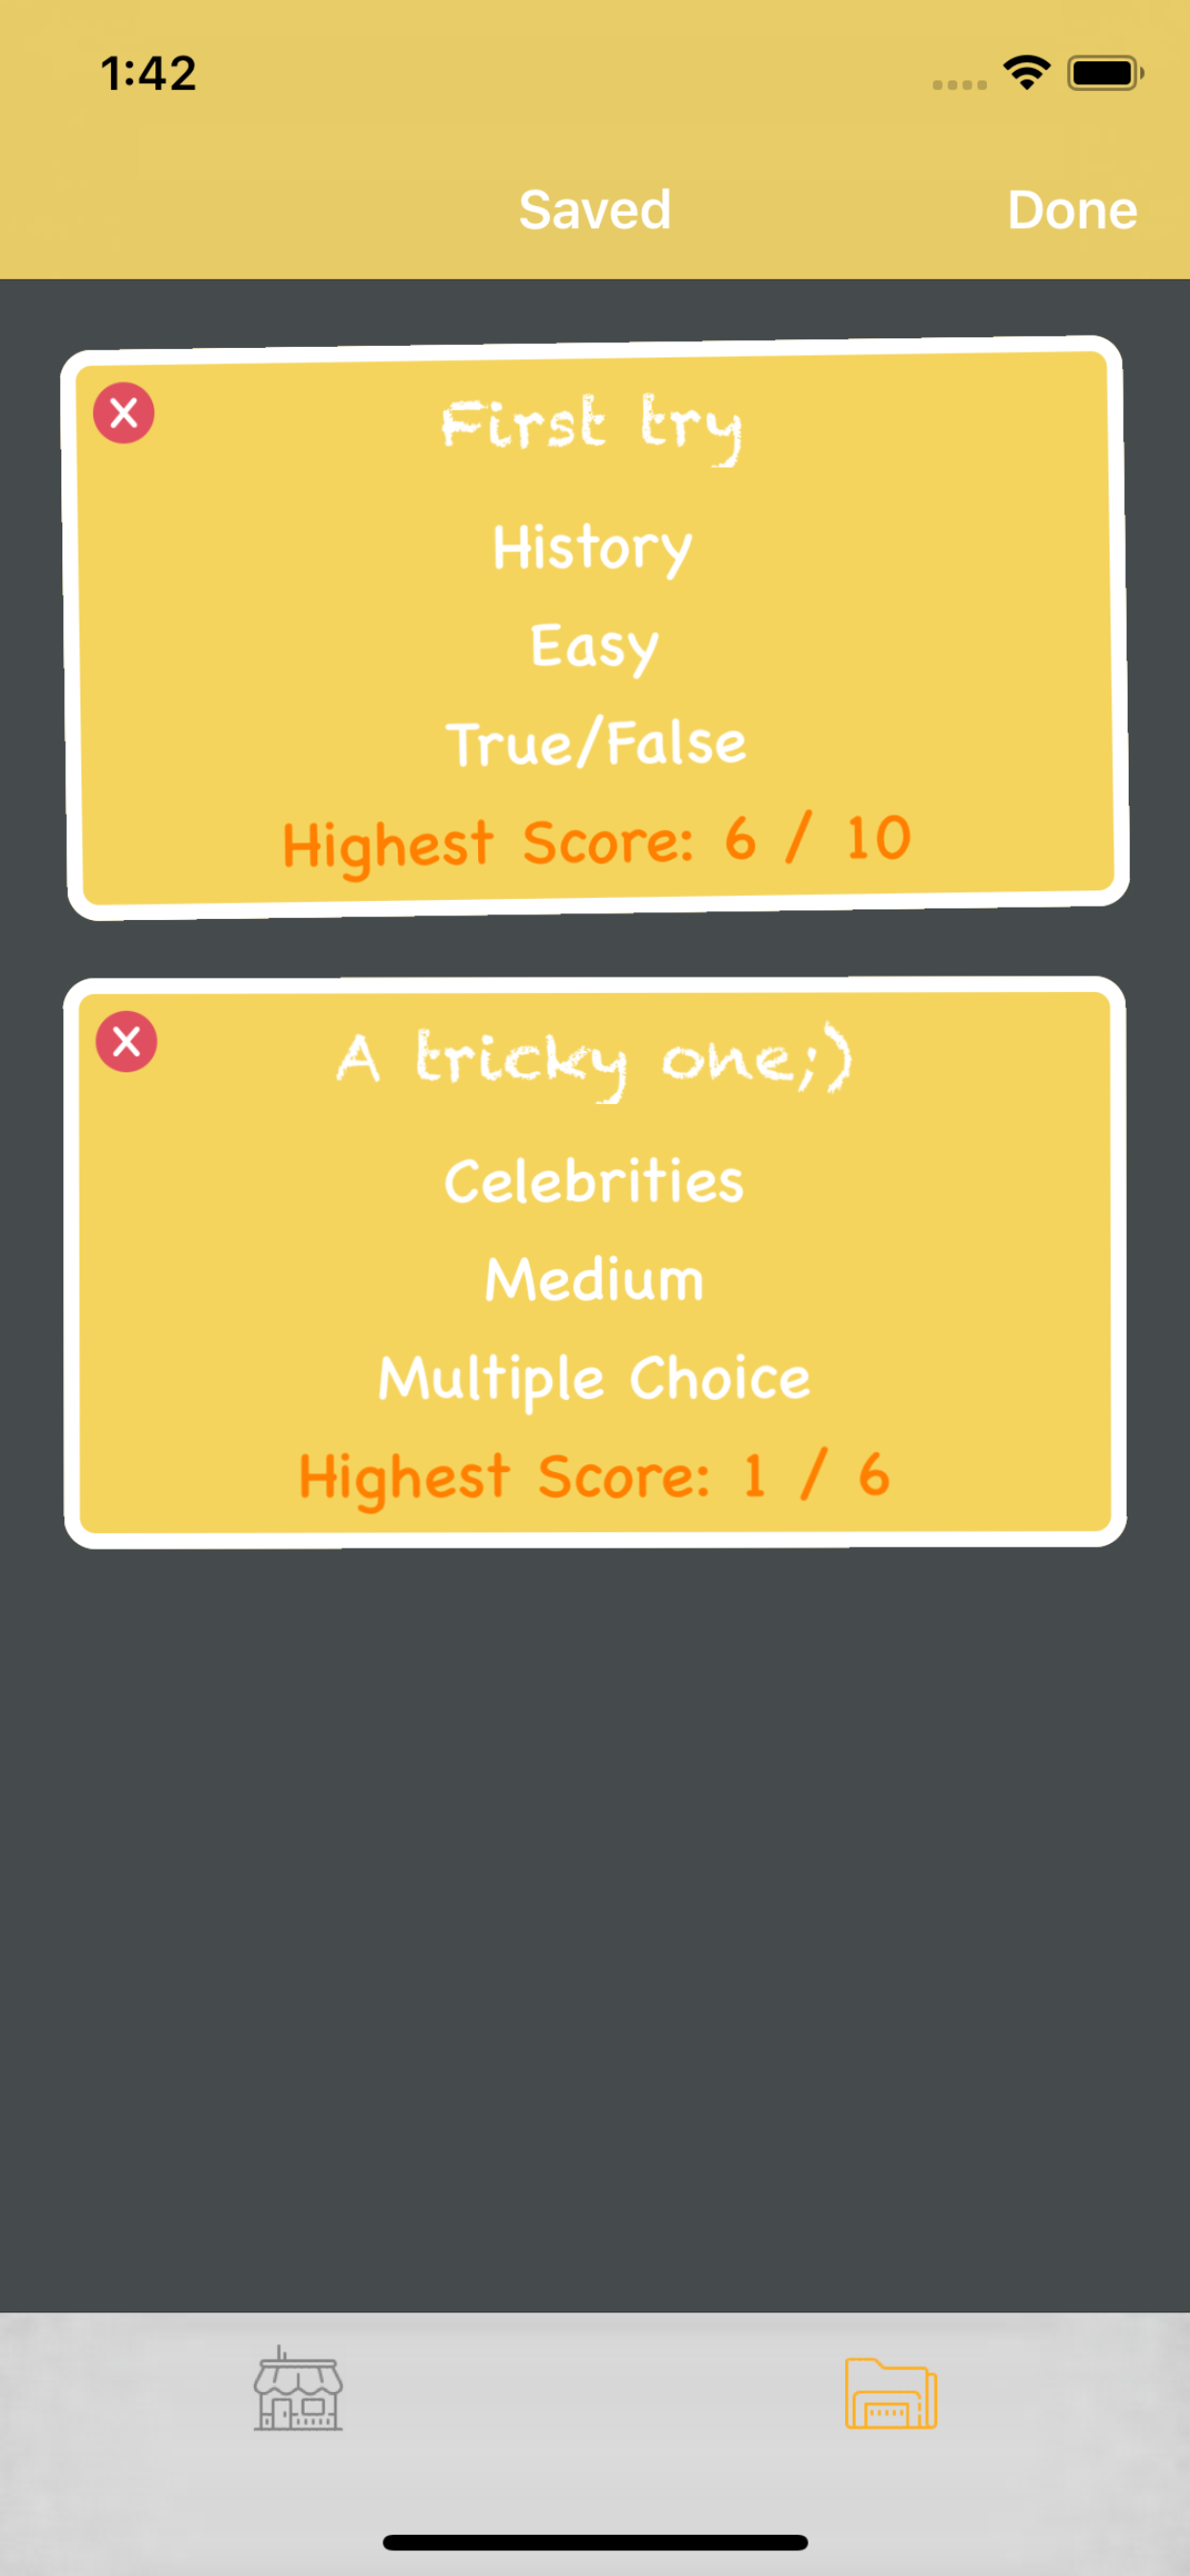 1:42
Saved
Done
First try
History
Easy
True/False
Highest Score: 6 / 10
A tricky one;)
Celebrities
Medium
Multiple Choice
Highest Score: 1 / 6